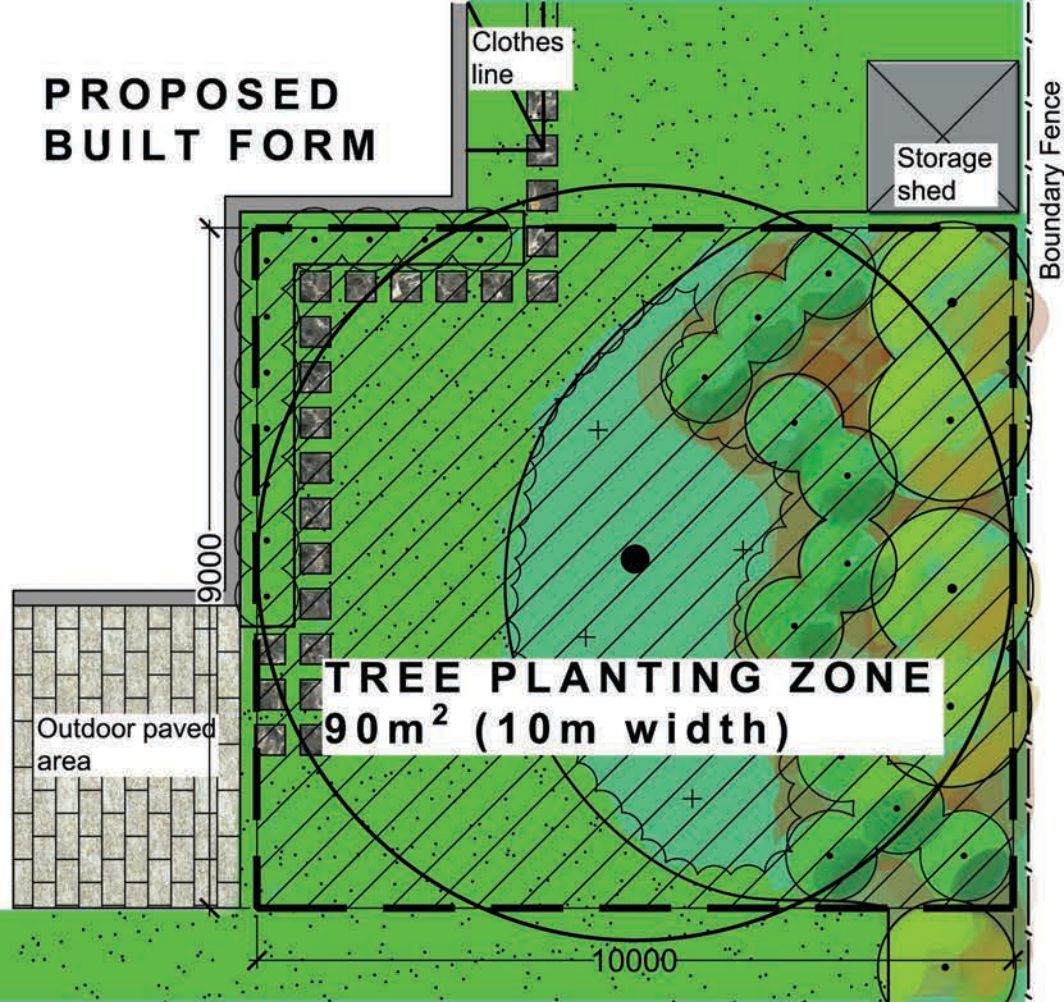 Clothes
line
PROPOSED
BUILT FORM
Storage
shed
Boundary Fence
9000
TREE PLANTING ZONE
90m² (10m width)
Outdoor paved
area
10000